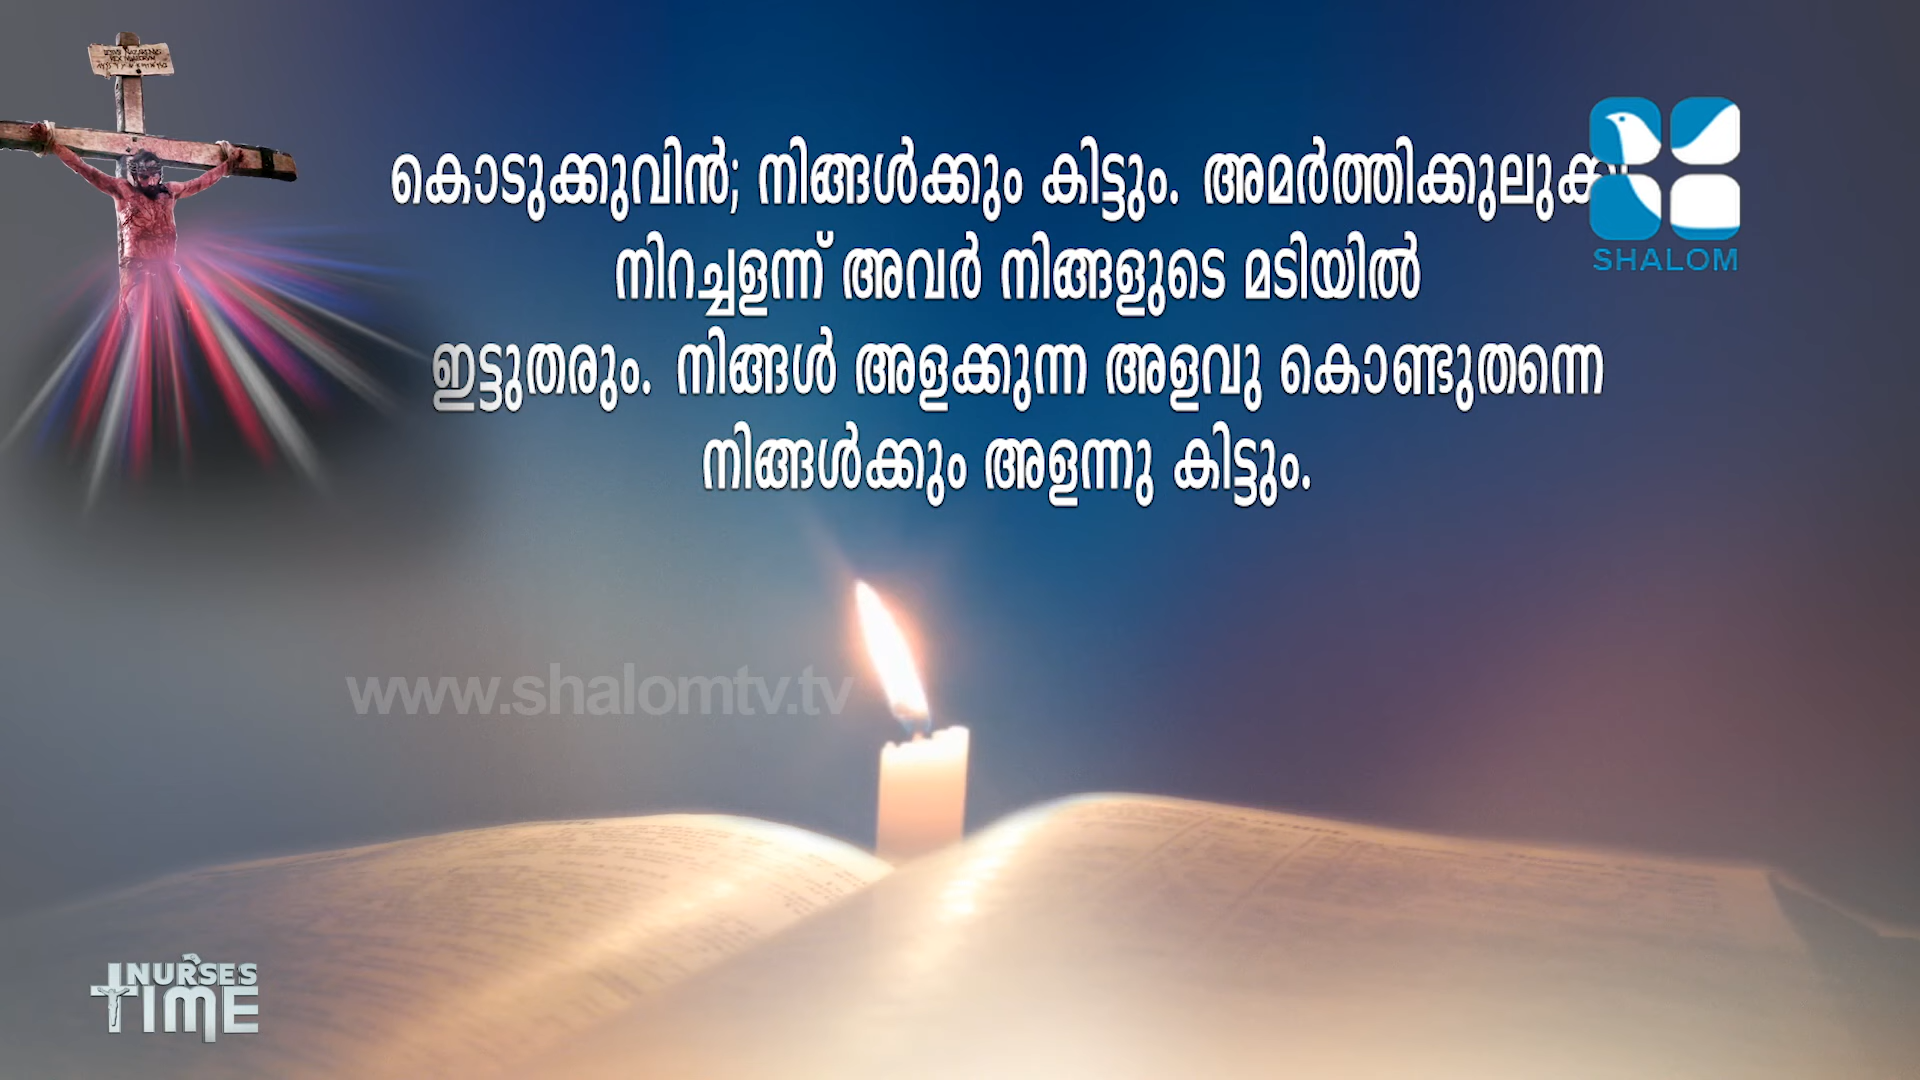 കൊടുക്കുവിൻ; നിങ്ങൾക്കും കിട്ടും. 
നിറച്ചളന്ന് അവർ നിങ്ങളുടെ മടിയിൽ
ഇട്ടുതരും. നിങ്ങൾ അളക്കുന്ന അളവു കൊണ്ടുതന്നെ
നിങ്ങൾക്കും അളന്നു കിട്ടും.
SHALOM
www.shalomtv.tv
NURSES
TIME